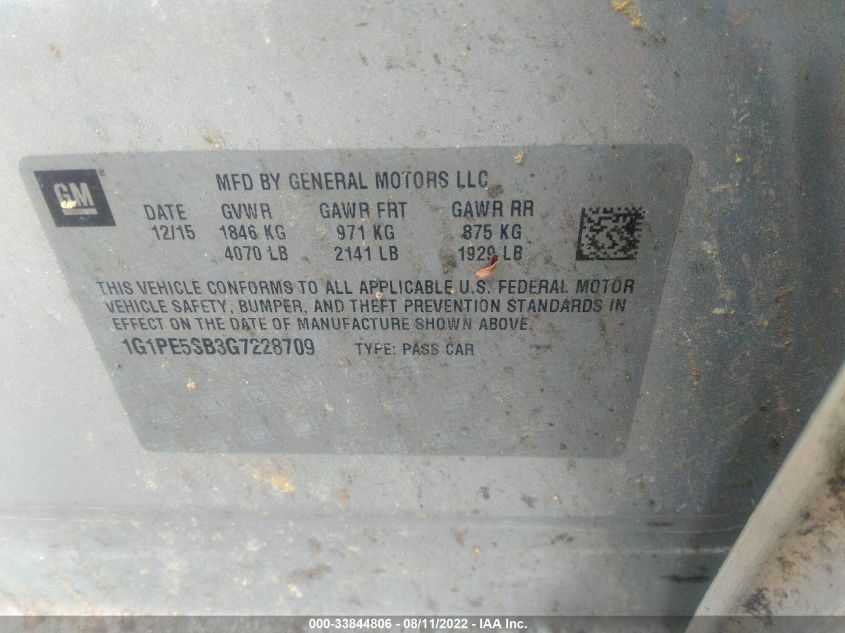 GM ®
MFD BY GENERAL MOTORS LLC
DATE GVWR GAWR FRT GAWR RR
12/15 1846 KG 971 KG 875 KG
4070 LB 2141 LB 1929 LB
THIS VEHICLE CONFORMS TO ALL APPLICABLE U.S. FEDERAL MOTOR
VEHICLE SAFETY, BUMPER, AND THEFT PREVENTION STANDARDS IN
EFFECT ON THE DATE OF MANUFACTURE SHOWN ABOVE.
1G1PE5SB3G7228709 TYPE: PASS CAR
000-33844806 - 08/11/2022 - IAA Inc.